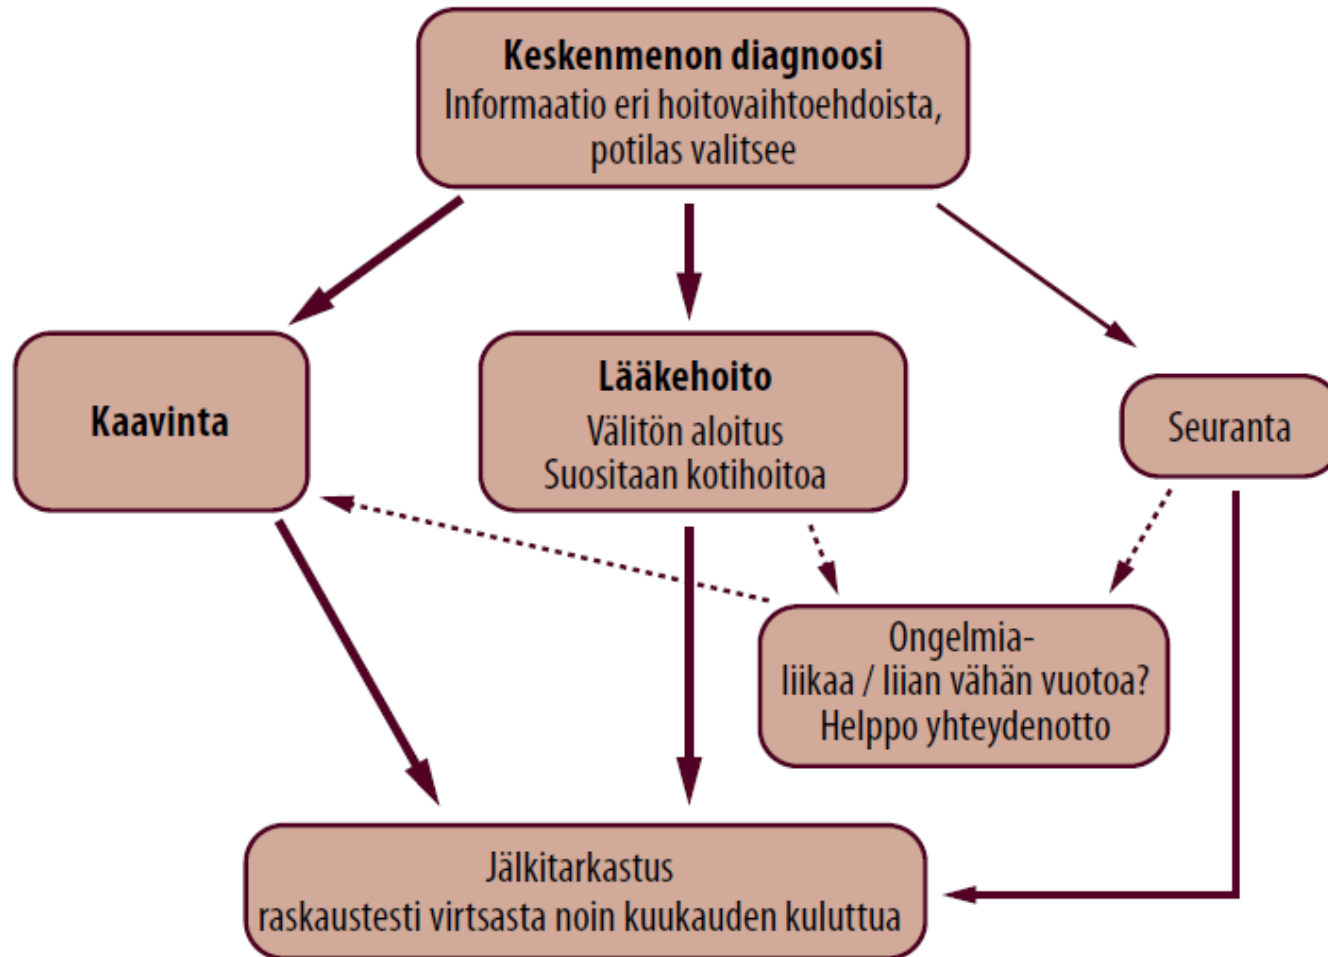 Keskenmenon diagnoosi
Informaatio eri hoitovaihtoehdoista,
potilas valitsee
Kaavinta
Lääkehoito
Välitön aloitus
Suositaan kotihoitoa
Seuranta
Ongelmia-
liikaa / liian vähän vuotoa?
Helppo yhteydenotto
Jälkitarkastus
raskaustesti virtsasta noin kuukauden kuluttua